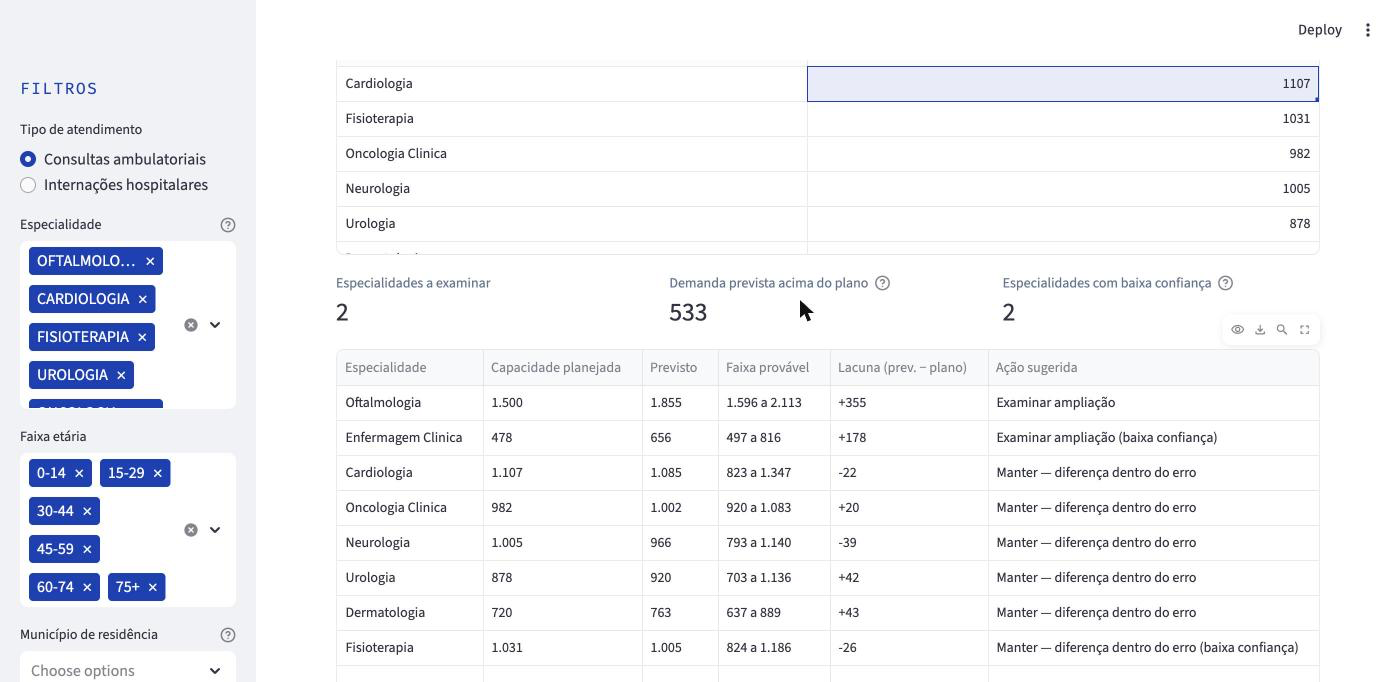 Deploy
FILTROS
Tipo de atendimento
Consultas ambulatoriais
Internações hospitalares
Especialidade
OFTALMOLO... ×
CARDIOLOGIA ×
FISIOTERAPIA ×
UROLOGIA ×
Faixa etária
0-14 × 15-29 ×
30-44 ×
45-59 ×
60-74 × 75+ ×
Município de residência
Choose options
Cardiologia 1107
Fisioterapia 1031
Oncologia Clinica 982
Neurologia 1005
Urologia 878
Especialidades a examinar
2
Demanda prevista acima do plano
533
Especialidades com baixa confiança
2
Especialidade Capacidade planejada Previsto Faixa provável Lacuna (prev. − plano) Ação sugerida
Oftalmologia 1.500 1.855 1.596 a 2.113 +355 Examinar ampliação
Enfermagem Clinica 478 656 497 a 816 +178 Examinar ampliação (baixa confiança)
Cardiologia 1.107 1.085 823 a 1.347 -22 Manter — diferença dentro do erro
Oncologia Clinica 982 1.002 920 a 1.083 +20 Manter — diferença dentro do erro
Neurologia 1.005 966 793 a 1.140 -39 Manter — diferença dentro do erro
Urologia 878 920 703 a 1.136 +42 Manter — diferença dentro do erro
Dermatologia 720 763 637 a 889 +43 Manter — diferença dentro do erro
Fisioterapia 1.031 1.005 824 a 1.186 -26 Manter — diferença dentro do erro (baixa confiança)